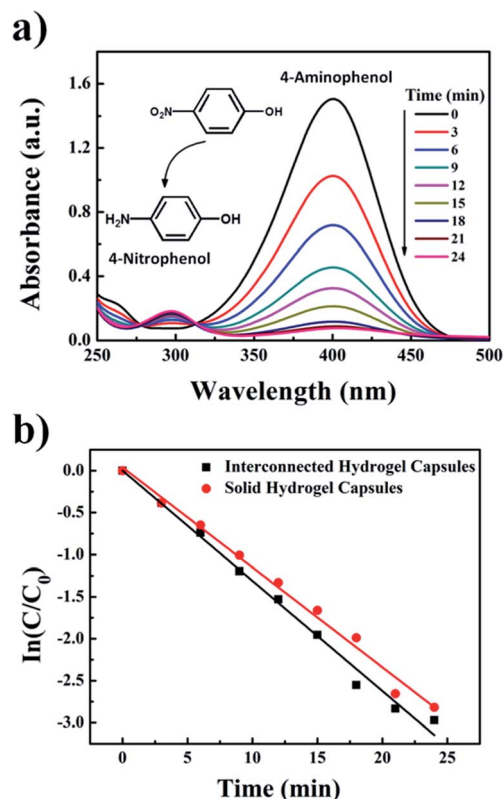 a)
Absorbance (a.u.)
1.6
1.2
0.8
0.4
0.0
O₂N
OH
H₂N
OH
4-Nitrophenol
4-Aminophenol
Time (min)
0
3
6
9
12
15
18
21
24
250 300 350 400 450 500
Wavelength (nm)
b)
In(C/C₀)
0.0
-0.5
-1.0
-1.5
-2.0
-2.5
-3.0
Interconnected Hydrogel Capsules
Solid Hydrogel Capsules
0 5 10 15 20 25
Time (min)